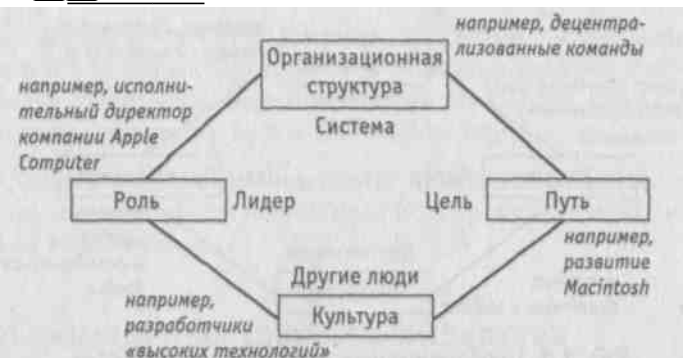 например, децентра-
лизованные команды
Организационная
структура
Система
например, исполни-
тельный директор
компании Apple
Computer
Роль
Лидер
Цель
Путь
например,
развитие
Macintosh
Другие люди
Культура
например,
разработчики
«высоких технологий»